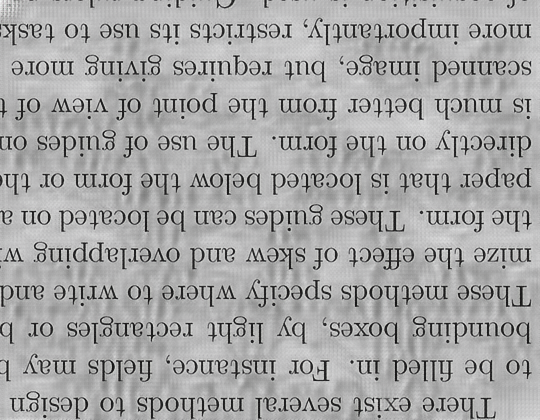 There exist several methods to design
to be filled in. For instance, fields may b
bounding boxes, by light rectangles or b
These methods specify where to write and
mize the effect of skew and overlapping wi
the form. These guides can be located on a
paper that is located below the form or the
directly on the form. The use of guides on
is much better from the point of view of t
scanned image, but requires giving more
more importantly, restricts its use to tasks